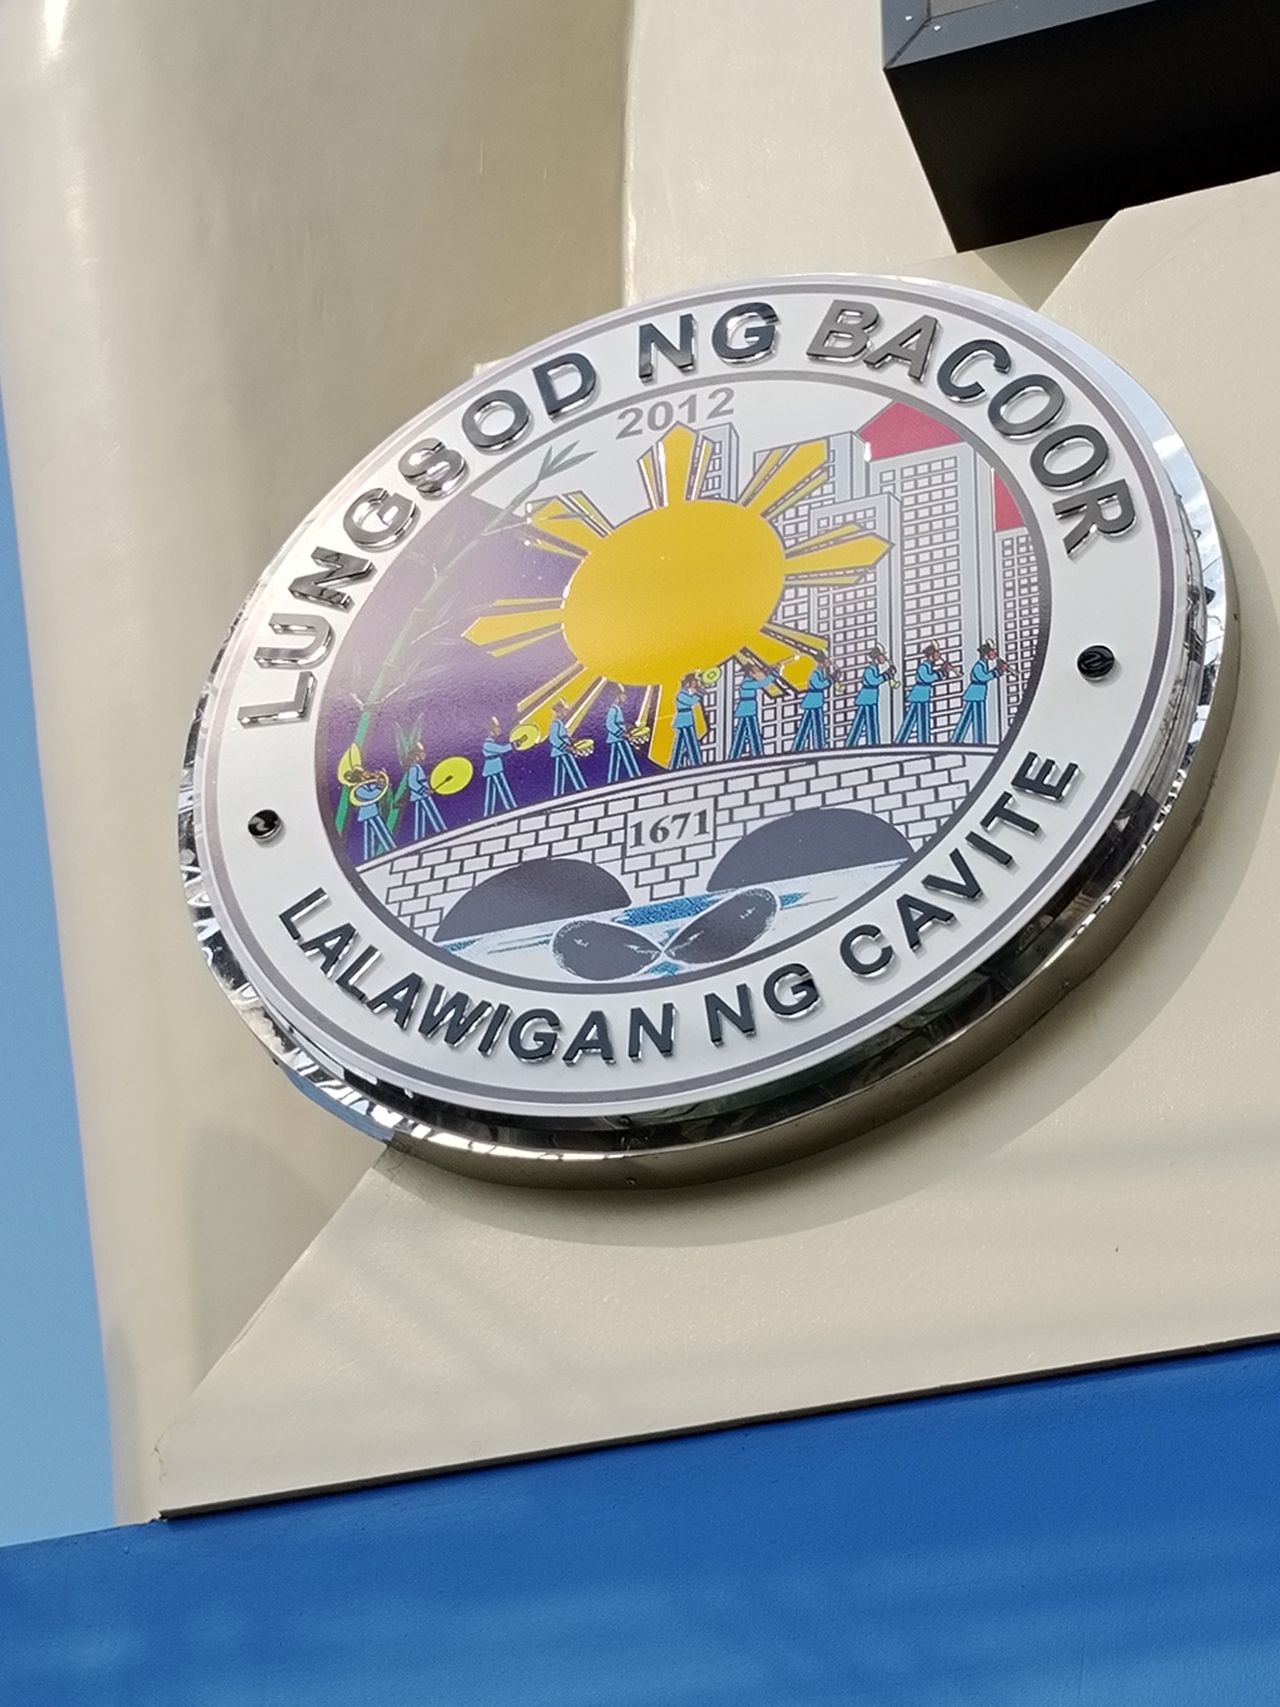 LUNGSOD NG BACOOR
2012
1671
LALAWIGAN NG CAVITE